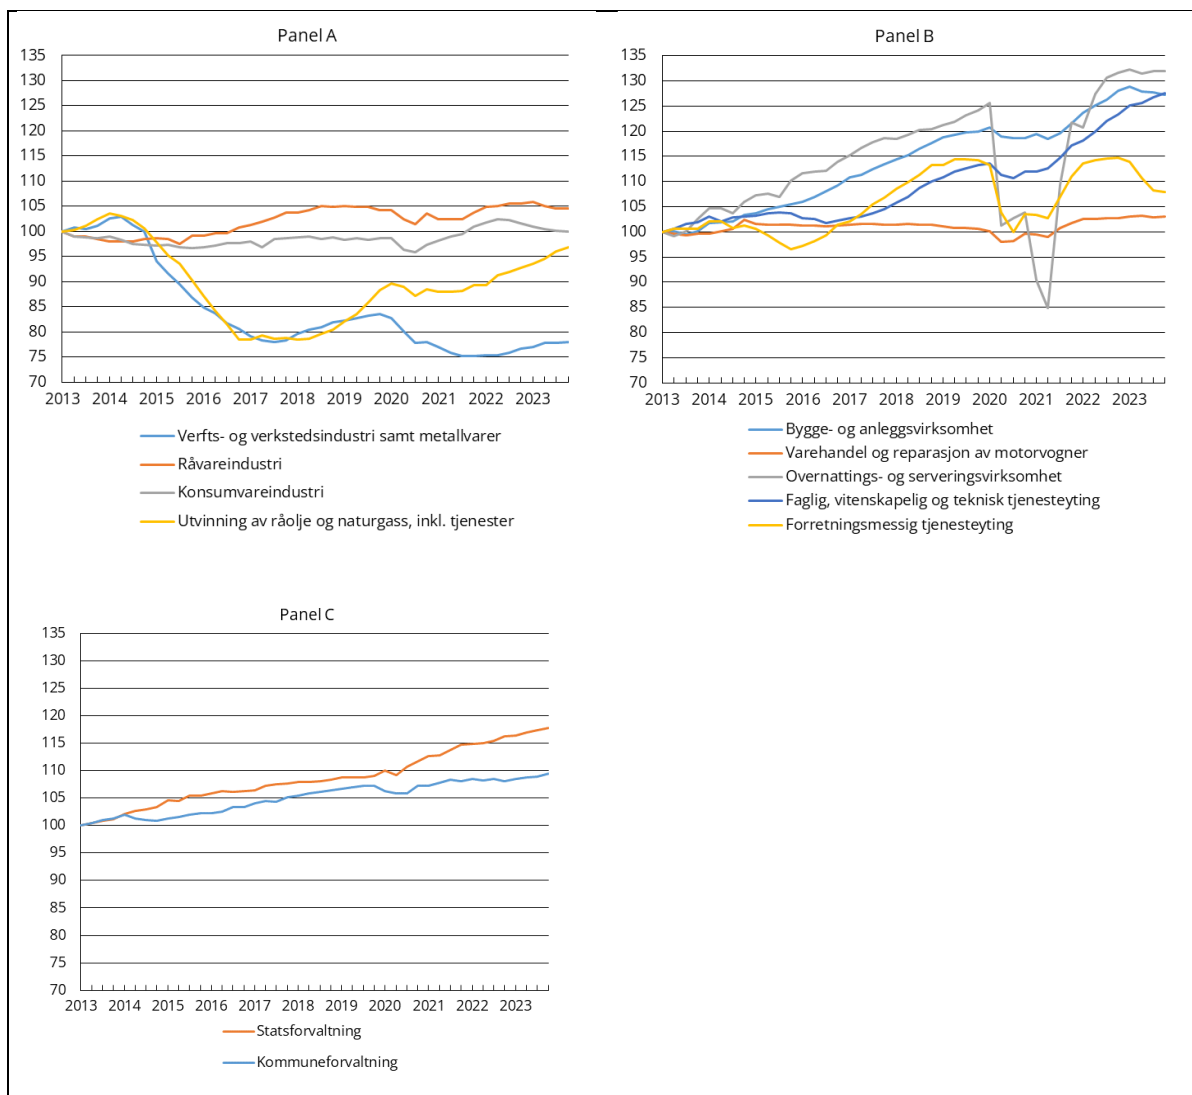 Panel A
135
130
125
120
115
110
105
100
95
90
85
80
75
70
2013 2014 2015 2016 2017 2018 2019 2020 2021 2022 2023
Verfts- og verkstedsindustri samt metallvarer
Råvareindustri
Konsumvareindustri
Utvinning av råolje og naturgass, inkl. tjenester
Panel B
135
130
125
120
115
110
105
100
95
90
85
80
75
70
2013 2014 2015 2016 2017 2018 2019 2020 2021 2022 2023
Bygge- og anleggsvirksomhet
Varehandel og reparasjon av motorvogner
Overnattings- og serveringsvirksomhet
Faglig, vitenskapelig og teknisk tjenesteyting
Forretningsmessig tjenesteyting
Panel C
135
130
125
120
115
110
105
100
95
90
85
80
75
70
2013 2014 2015 2016 2017 2018 2019 2020 2021 2022 2023
Statsforvaltning
Kommuneforvaltning